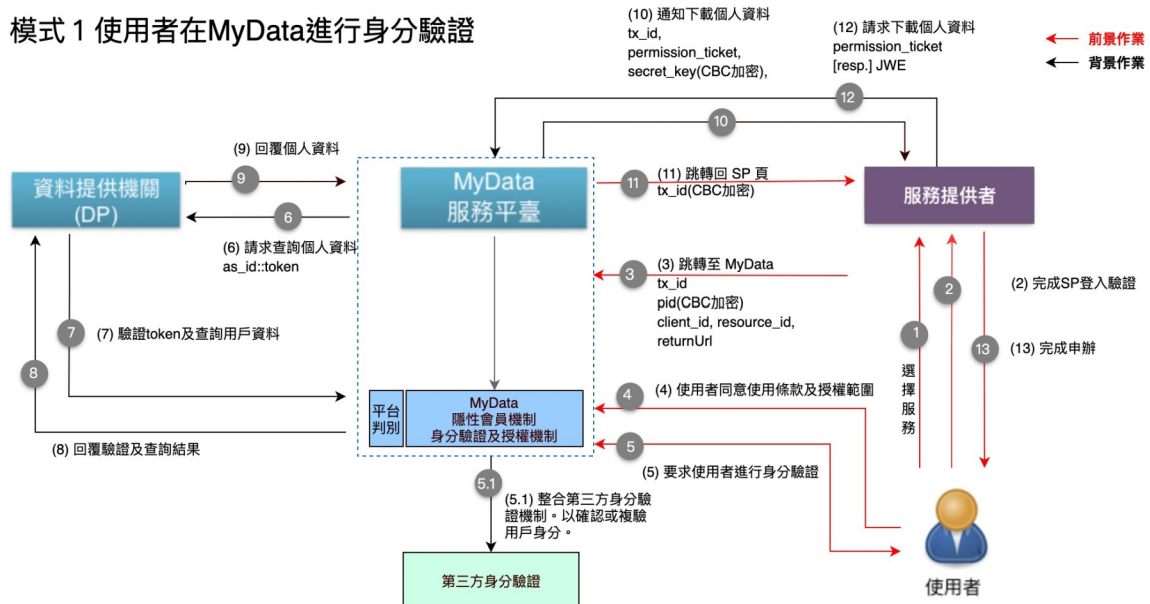 模式 1 使用者在MyData進行身分驗證
(10) 通知下載個人資料
tx_id,
permission_ticket,
secret_key(CBC加密),
(12) 請求下載個人資料
permission_ticket
[resp.] JWE
前景作業
背景作業
12
10
(9) 回覆個人資料
9
資料提供機關
(DP)
6
(6) 請求查詢個人資料
as_id::token
MyData
服務平臺
11
(11) 跳轉回 SP 頁
tx_id(CBC加密)
服務提供者
3
(3) 跳轉至 MyData
tx_id
pid(CBC加密)
client_id, resource_id,
returnUrl
2
(2) 完成SP登入驗證
1
選擇服務
13
(13) 完成申辦
7
(7) 驗證token及查詢用戶資料
8
(8) 回覆驗證及查詢結果
平台
判別
MyData
隱性會員機制
身分驗證及授權機制
4
(4) 使用者同意使用條款及授權範圍
5
(5) 要求使用者進行身分驗證
5.1
(5.1) 整合第三方身分驗
證機制。以確認或複驗
用戶身分。
第三方身分驗證
使用者